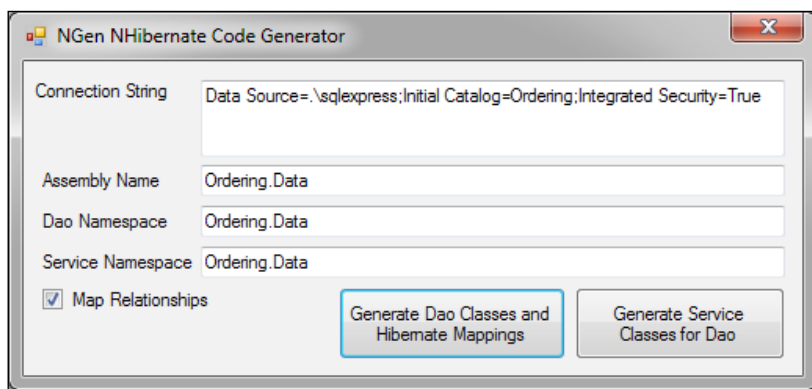 NGen NHibernate Code Generator
Connection String
Data Source=.\sqlexpress;Initial Catalog=Ordering;Integrated Security=True
Assembly Name
Ordering.Data
Dao Namespace
Ordering.Data
Service Namespace
Ordering.Data
Map Relationships
Generate Dao Classes and
Hibernate Mappings
Generate Service
Classes for Dao